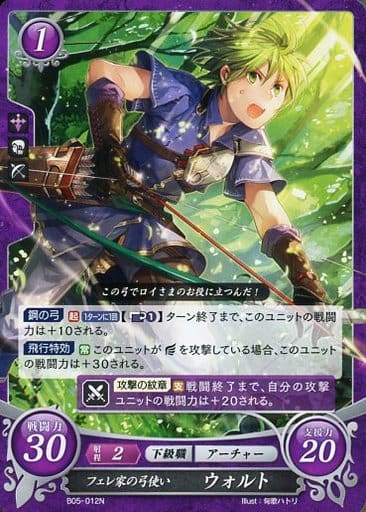 1
この弓でロイさまのお役に立つんだ!
鋼の弓 起 1ターンに1回 【 ①】ターン終了まで、このユニットの戦闘
力は+10される。
飛行特効 常 このユニットが を攻撃している場合、このユニット
の戦闘力は+30される。
攻撃の紋章 支 戦闘終了まで、自分の攻撃
ユニットの戦闘力は+20される。
戦闘力
30
射程 2 下級職 アーチャー
支援力
20
フェレ家の弓使い ウォルト
B05-012N
Illust:匈歌ハトリ